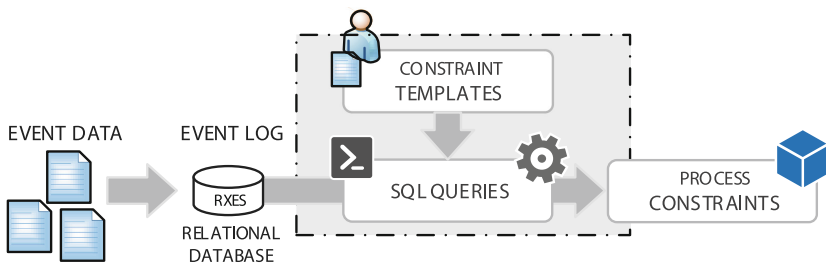 CONSTRAINT
TEMPLATES
EVENT DATA
EVENT LOG
RXES
RELATIONAL
DATABASE
SQL QUERIES
PROCESS
CONSTRAINTS